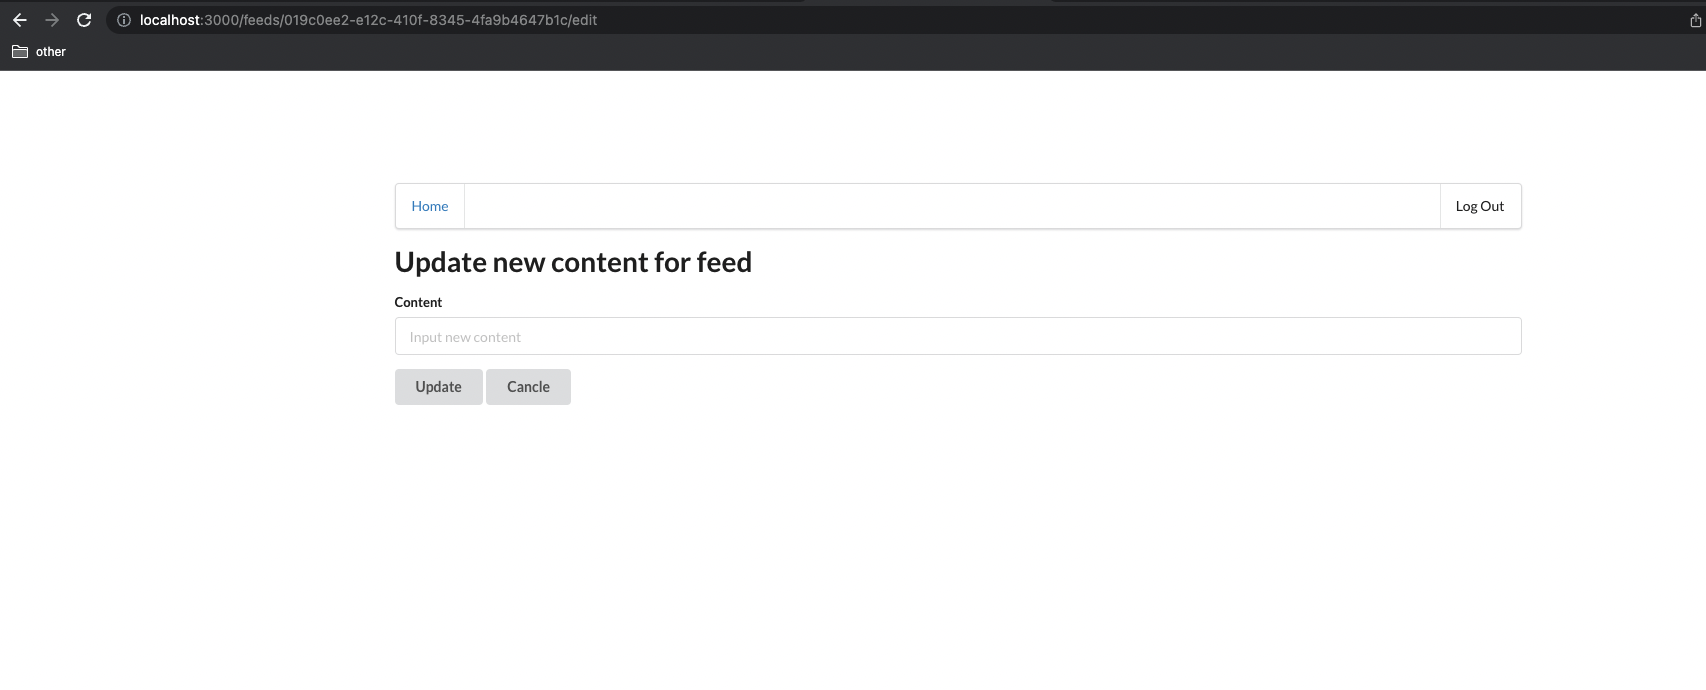 localhost:3000/feeds/019c0ee2-e12c-410f-8345-4fa9b4647b1c/edit
other
Home Log Out
Update new content for feed
Content
Input new content
Update Cancle